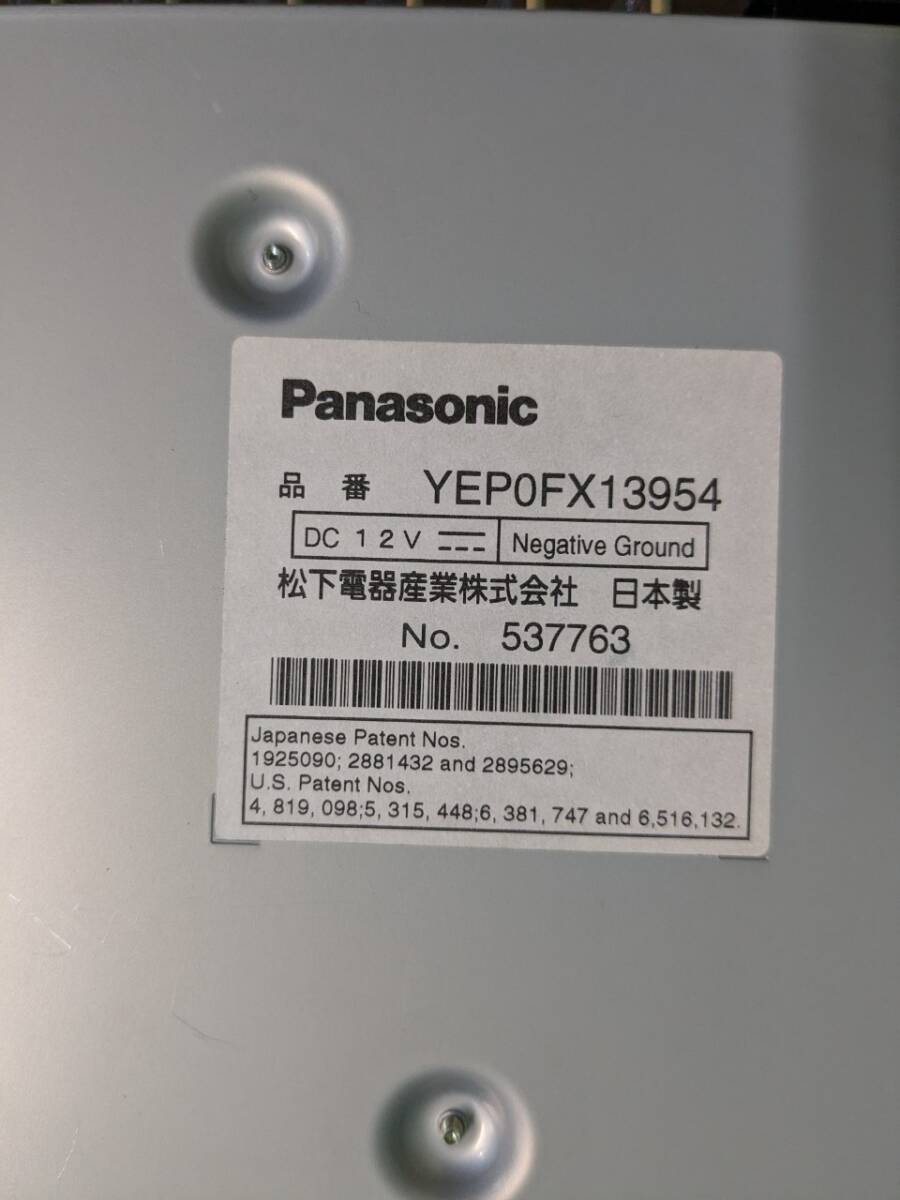 Panasonic
品 番 YEP0FX13954
DC 12V Negative Ground
松下電器産業株式会社 日本製
No. 537763
Japanese Patent Nos.
1925090; 2881432 and 2895629;
U.S. Patent Nos.
4, 819, 098;5, 315, 448;6, 381, 747 and 6,516,132.